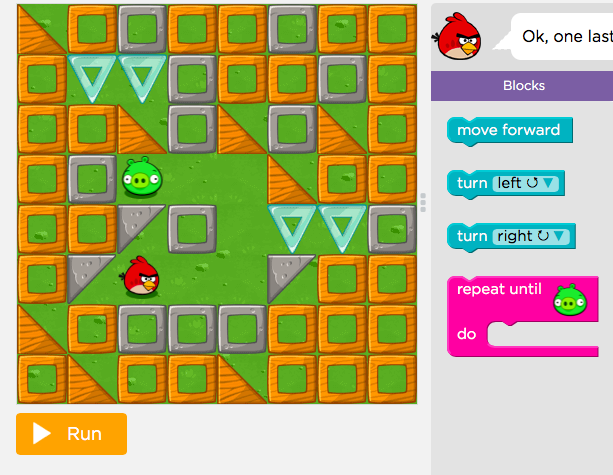 Ok, one last
Blocks
move forward
turn left ↺ ▼
turn right ↻ ▼
repeat until
do
Run